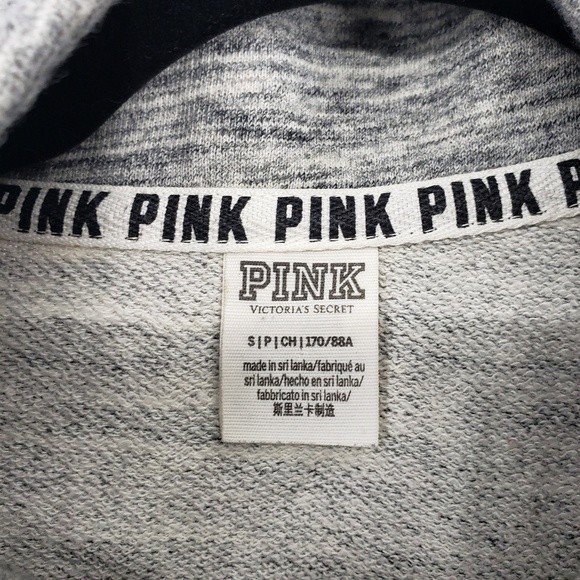 PINK PINK PINK PINK P
PINK
VICTORIA'S SECRET
S|P|CH|170/88A
made in sri lanka/fabriqué au
sri lanka/hecho en sri lanka/
fabbricato in sri lanka/
斯里兰卡制造